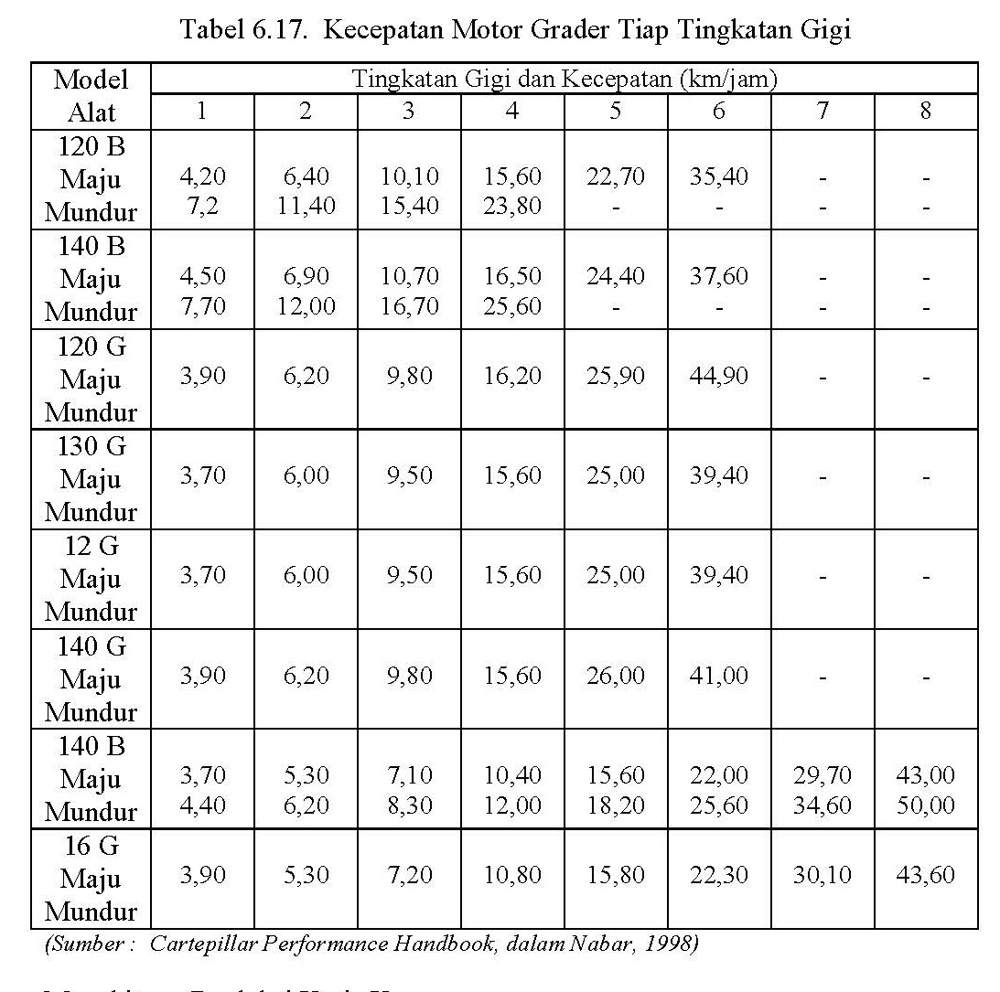 Tabel 6.17. Kecepatan Motor Grader Tiap Tingkatan Gigi
Model Alat Tingkatan Gigi dan Kecepatan (km/jam)
1 2 3 4 5 6 7 8
120 B
Maju 4,20 6,40 10,10 15,60 22,70 35,40 - -
Mundur 7,2 11,40 15,40 23,80 - - - -
140 B
Maju 4,50 6,90 10,70 16,50 24,40 37,60 - -
Mundur 7,70 12,00 16,70 25,60 - - - -
120 G
Maju 3,90 6,20 9,80 16,20 25,90 44,90 - -
Mundur
130 G
Maju 3,70 6,00 9,50 15,60 25,00 39,40 - -
Mundur
12 G
Maju 3,70 6,00 9,50 15,60 25,00 39,40 - -
Mundur
140 G
Maju 3,90 6,20 9,80 15,60 26,00 41,00 - -
Mundur
140 B
Maju 3,70 5,30 7,10 10,40 15,60 22,00 29,70 43,00
Mundur 4,40 6,20 8,30 12,00 18,20 25,60 34,60 50,00
16 G
Maju 3,90 5,30 7,20 10,80 15,80 22,30 30,10 43,60
Mundur
(Sumber : Cartepillar Performance Handbook, dalam Nabar, 1998)